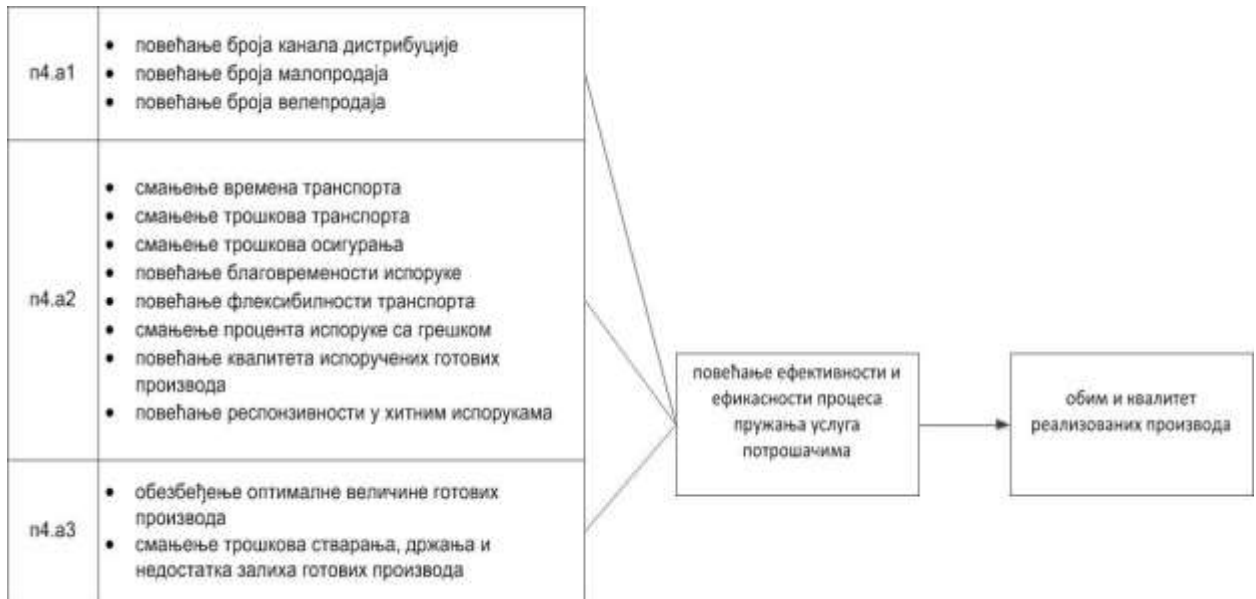 п4.a1
• повећање броја канала дистрибуције
• повећање броја малопродаја
• повећање броја велепродаја
п4.a2
• смањење времена транспорта
• смањење трошкова транспорта
• смањење трошкова осигурања
• повећање благовремености испоруке
• повећање флексибилности транспорта
• смањење процента испоруке са грешком
• повећање квалитета испоручених готових
производа
• повећање респонзивности у хитним испорукама
п4.a3
• обезбеђење оптималне величине готових
производа
• смањење трошкова стварања, држања и
недостатка залиха готових производа
повећање ефективности и
ефикасности процеса
пружања услуга
потрошачима
обим и квалитет
реализованих производа